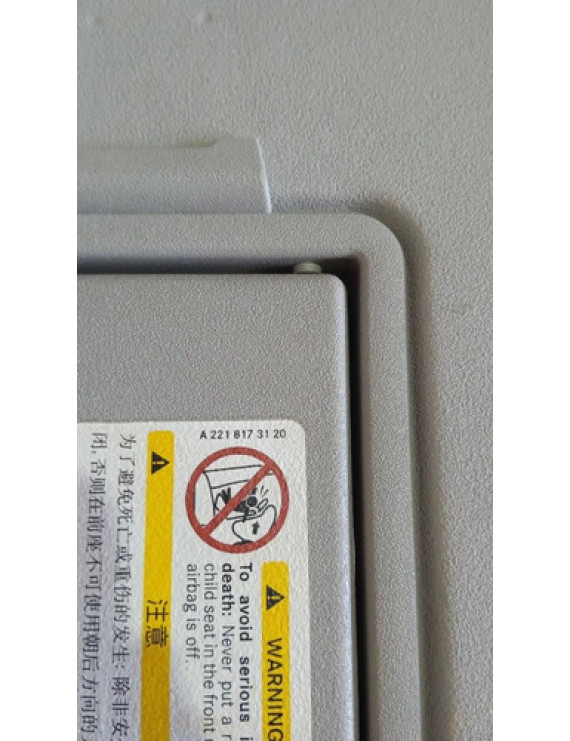 A 221 817 31 20
WARNING
To avoid serious
death: Never put a
child seat in the front
airbag is off.
注意
为了避免死亡或重伤的发生: 除非安
闭, 否则在前座不可使用朝后方向的